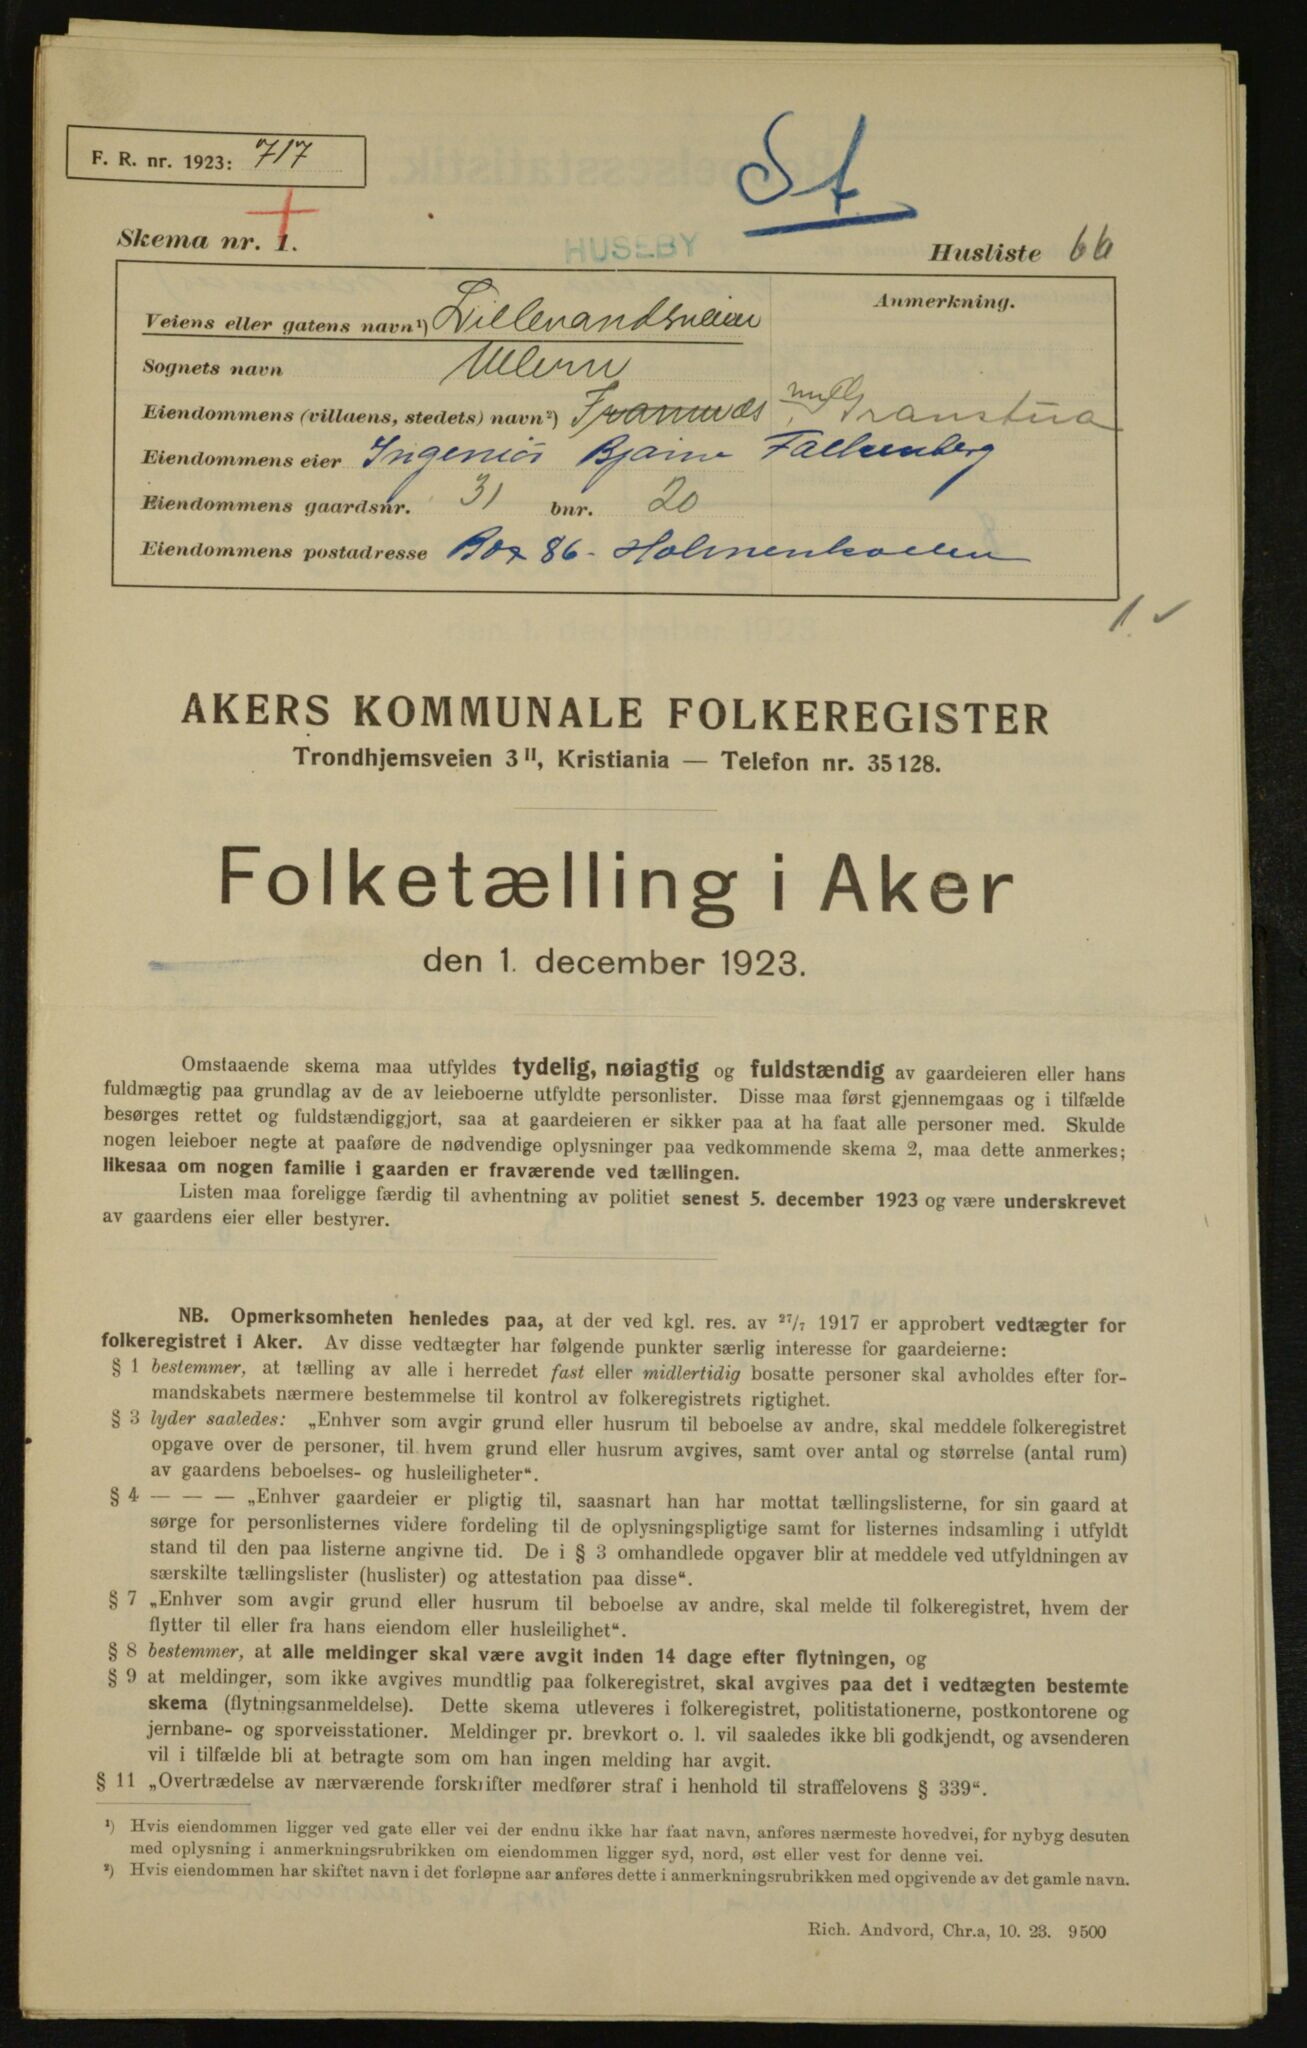 F. R. nr. 1923: 717
St
Skema nr. 1.
HUSEBY
Husliste 66
Anmerkning.
Veiens eller gatens navn¹) Lillevandsveien
Sognets navn Ullern
Eiendommens (villaens, stedets) navn²) Framnæs
Eiendommens eier Ingeniör Bjarne Falkenberg
Eiendommens gaardsnr. 31 bnr. 20
Eiendommens postadresse Box 86 - Holmenkollen
1.
AKERS KOMMUNALE FOLKEREGISTER
Trondhjemsveien 3 II, Kristiania — Telefon nr. 35128.
Folketælling i Aker
den 1. december 1923.
Omstaaende skema maa utfyldes tydelig, nøiagtig og fuldstændig av gaardeieren eller hans
fuldmægtig paa grundlag av de av leieboerne utfyldte personlister. Disse maa først gjennemgaas og i tilfælde
besørges rettet og fuldstændiggjort, saa at gaardeieren er sikker paa at ha faat alle personer med. Skulde
nogen leieboer negte at paaføre de nødvendige oplysninger paa vedkommende skema 2, maa dette anmerkes;
likesaa om nogen familie i gaarden er fraværende ved tællingen.
Listen maa foreligge færdig til avhentning av politiet senest 5. december 1923 og være underskrevet
av gaardens eier eller bestyrer.
NB. Opmerksomheten henledes paa, at der ved kgl. res. av 27/7 1917 er approbert vedtægter for
folkeregistret i Aker. Av disse vedtægter har følgende punkter særlig interesse for gaardeierne:
§ 1 bestemmer, at tælling av alle i herredet fast eller midlertidig bosatte personer skal avholdes efter for-
mandskabets nærmere bestemmelse til kontrol av folkeregistrets rigtighet.
§ 3 lyder saaledes: „Enhver som avgir grund eller husrum til beboelse av andre, skal meddele folkeregistret
opgave over de personer, til hvem grund eller husrum avgives, samt over antal og størrelse (antal rum)
av gaardens beboelses- og husleiligheter“.
§ 4 — — — „Enhver gaardeier er pligtig til, saasnart han har mottat tællingslisterne, for sin gaard at
sørge for personlisternes videre fordeling til de oplysningspligtige samt for listernes indsamling i utfyldt
stand til den paa listerne angivne tid. De i § 3 omhandlede opgaver blir at meddele ved utfyldningen av
særskilte tællingslister (huslister) og attestation paa disse“.
§ 7 „Enhver som avgir grund eller husrum til beboelse av andre, skal melde til folkeregistret, hvem der
flytter til eller fra hans eiendom eller husleilighet“.
§ 8 bestemmer, at alle meldinger skal være avgit inden 14 dage efter flytningen, og
§ 9 at meldinger, som ikke avgives mundtlig paa folkeregistret, skal avgives paa det i vedtægten bestemte
skema (flytningsanmeldelse). Dette skema utleveres i folkeregistret, politistationerne, postkontorene og
jernbane- og sporveisstationer. Meldinger pr. brevkort o. l. vil saaledes ikke bli godkjendt, og avsenderen
vil i tilfælde bli at betragte som om han ingen melding har avgit.
§ 11 „Overtrædelse av nærværende forskrifter medfører straf i henhold til straffelovens § 339“.
¹) Hvis eiendommen ligger ved gate eller vei der endnu ikke har faat navn, anføres nærmeste hovedvei, for nybyg desuten
med oplysning i anmerkningsrubrikken om eiendommen ligger syd, nord, øst eller vest for denne vei.
²) Hvis eiendommen har skiftet navn i det forløpne aar anføres dette i anmerkningsrubrikken med opgivende av det gamle navn.
Rich. Andvord, Chr.a, 10. 23. 9500